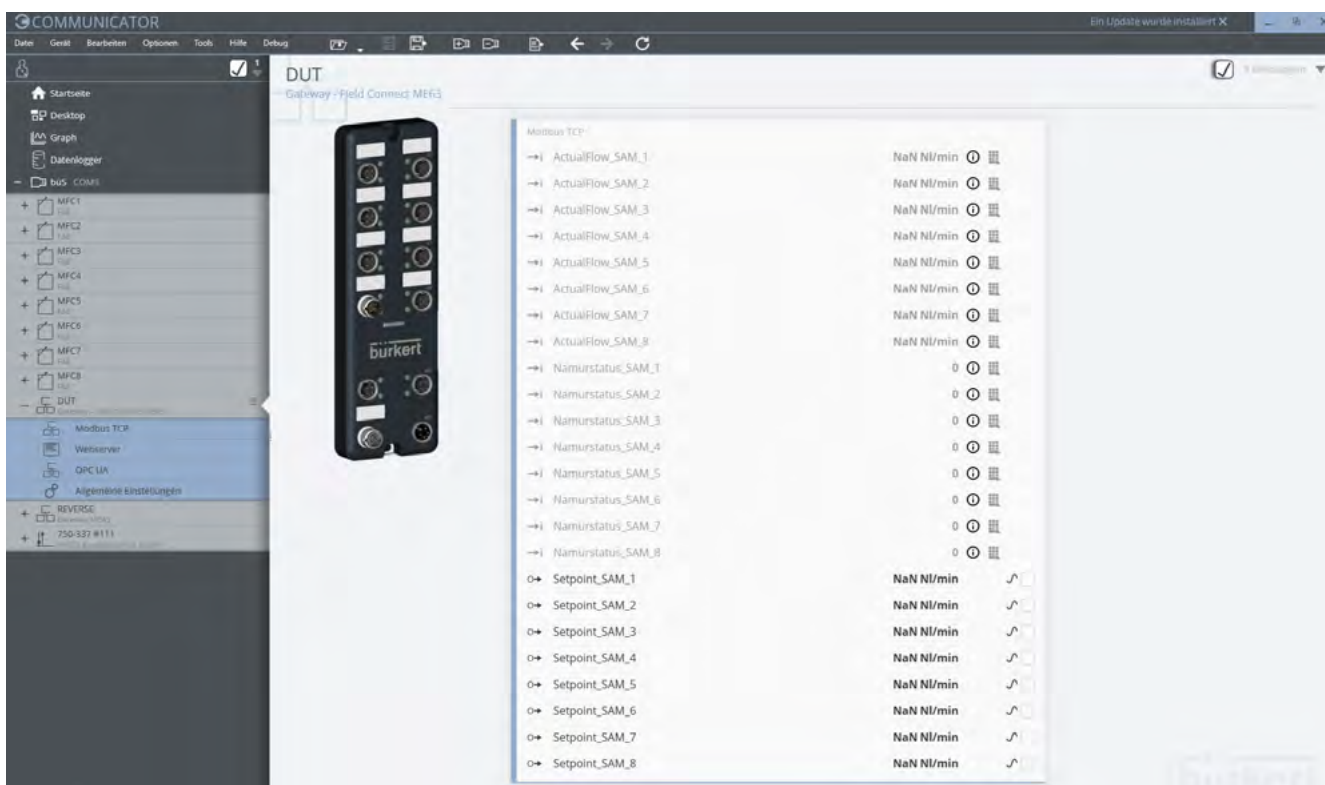 COMMUNICATOR
Ein Update wurde installiert X
Datei Gerät Bearbeiten Optionen Tools Hilfe Debug
1
Startseite
Desktop
Graph
Datenlogger
büS COM5
MFC1
MFC2
MFC3
MFC4
MFC5
MFC6
MFC7
MFC8
DUT
Modbus TCP
Webserver
OPC UA
Allgemeine Einstellungen
REVERSE
750-337 #111
DUT
Gateway - Field Connect ME63
bürkert
Modbus TCP
ActualFlow_SAM_1 NaN Nl/min
ActualFlow_SAM_2 NaN Nl/min
ActualFlow_SAM_3 NaN Nl/min
ActualFlow_SAM_4 NaN Nl/min
ActualFlow_SAM_5 NaN Nl/min
ActualFlow_SAM_6 NaN Nl/min
ActualFlow_SAM_7 NaN Nl/min
ActualFlow_SAM_8 NaN Nl/min
Namurstatus_SAM_1 0
Namurstatus_SAM_2 0
Namurstatus_SAM_3 0
Namurstatus_SAM_4 0
Namurstatus_SAM_5 0
Namurstatus_SAM_6 0
Namurstatus_SAM_7 0
Namurstatus_SAM_8 0
Setpoint_SAM_1 NaN Nl/min
Setpoint_SAM_2 NaN Nl/min
Setpoint_SAM_3 NaN Nl/min
Setpoint_SAM_4 NaN Nl/min
Setpoint_SAM_5 NaN Nl/min
Setpoint_SAM_6 NaN Nl/min
Setpoint_SAM_7 NaN Nl/min
Setpoint_SAM_8 NaN Nl/min
bürkert